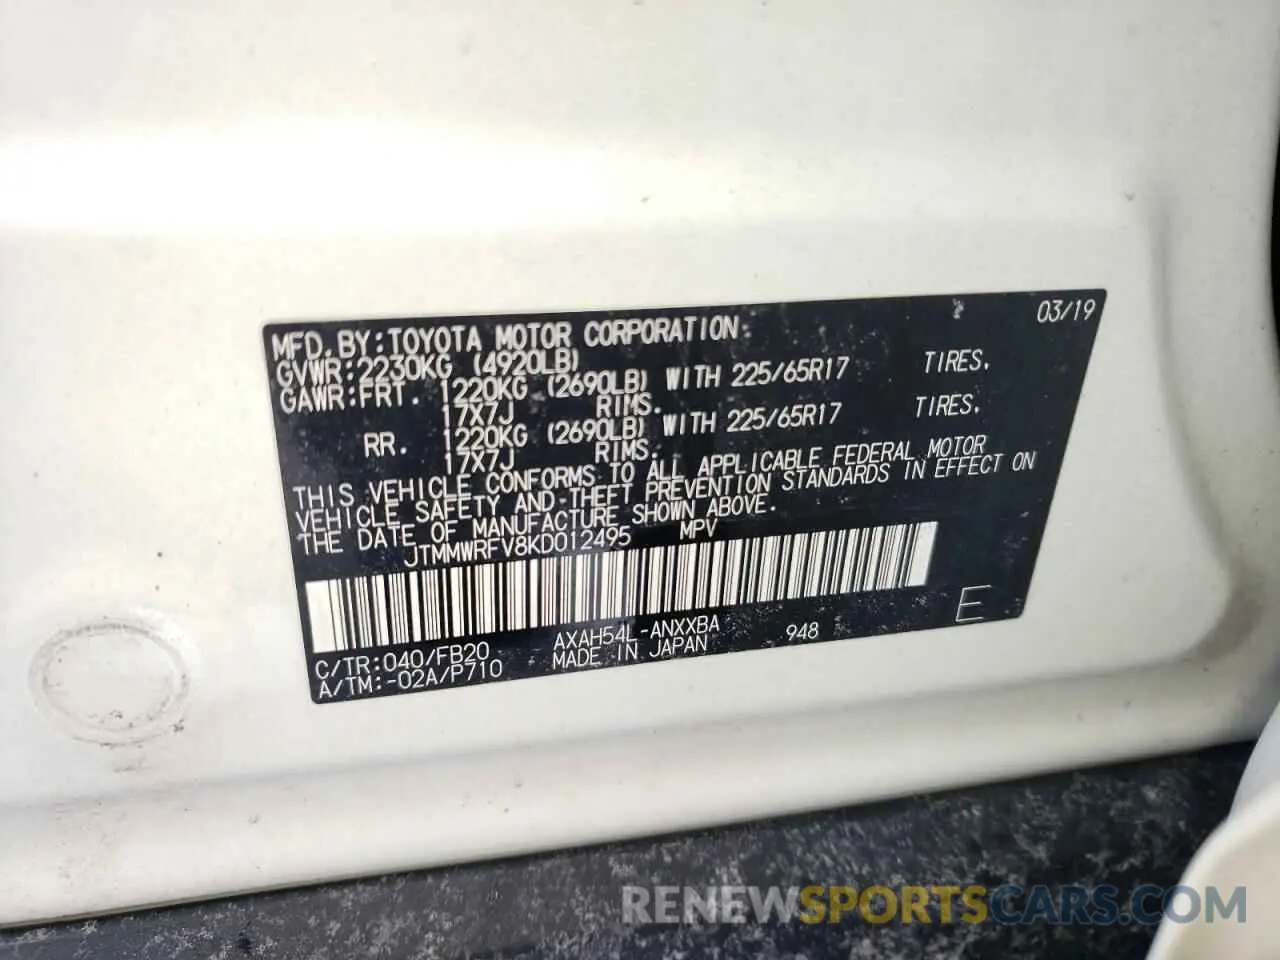 03/19
MFD. BY: TOYOTA MOTOR CORPORATION
GVWR: 2230KG (4920LB)
GAWR: FRT. 1220KG (2690LB) WITH 225/65R17 TIRES.
17X7J RIMS.
RR. 1220KG (2690LB) WITH 225/65R17 TIRES.
17X7J RIMS.
THIS VEHICLE CONFORMS TO ALL APPLICABLE FEDERAL MOTOR
VEHICLE SAFETY AND THEFT PREVENTION STANDARDS IN EFFECT ON
THE DATE OF MANUFACTURE SHOWN ABOVE.
JTMMWRFV8KD012495 MPV
C/TR: 040/FB20 AXAH54L-ANXXBA 948 E
A/TM: -02A/P710 MADE IN JAPAN
RENEWSPORTSCARS.COM